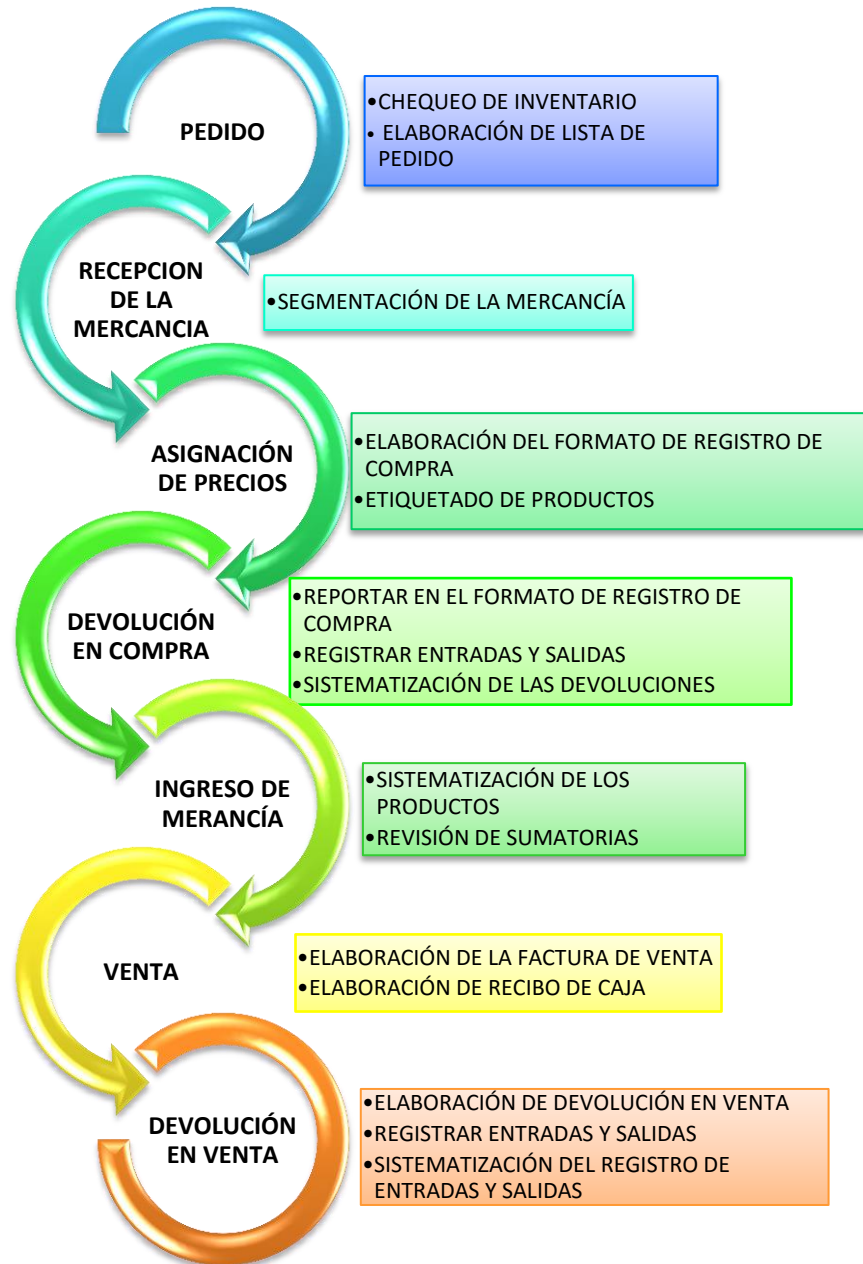 PEDIDO
•CHEQUEO DE INVENTARIO
• ELABORACIÓN DE LISTA DE
PEDIDO
RECEPCION
DE LA
MERCANCIA
•SEGMENTACIÓN DE LA MERCANCÍA
ASIGNACIÓN
DE PRECIOS
•ELABORACIÓN DEL FORMATO DE REGISTRO DE
COMPRA
•ETIQUETADO DE PRODUCTOS
DEVOLUCIÓN
EN COMPRA
•REPORTAR EN EL FORMATO DE REGISTRO DE
COMPRA
•REGISTRAR ENTRADAS Y SALIDAS
•SISTEMATIZACIÓN DE LAS DEVOLUCIONES
INGRESO DE
MERANCÍA
•SISTEMATIZACIÓN DE LOS
PRODUCTOS
•REVISIÓN DE SUMATORIAS
VENTA
•ELABORACIÓN DE LA FACTURA DE VENTA
•ELABORACIÓN DE RECIBO DE CAJA
DEVOLUCIÓN
EN VENTA
•ELABORACIÓN DE DEVOLUCIÓN EN VENTA
•REGISTRAR ENTRADAS Y SALIDAS
•SISTEMATIZACIÓN DEL REGISTRO DE
ENTRADAS Y SALIDAS